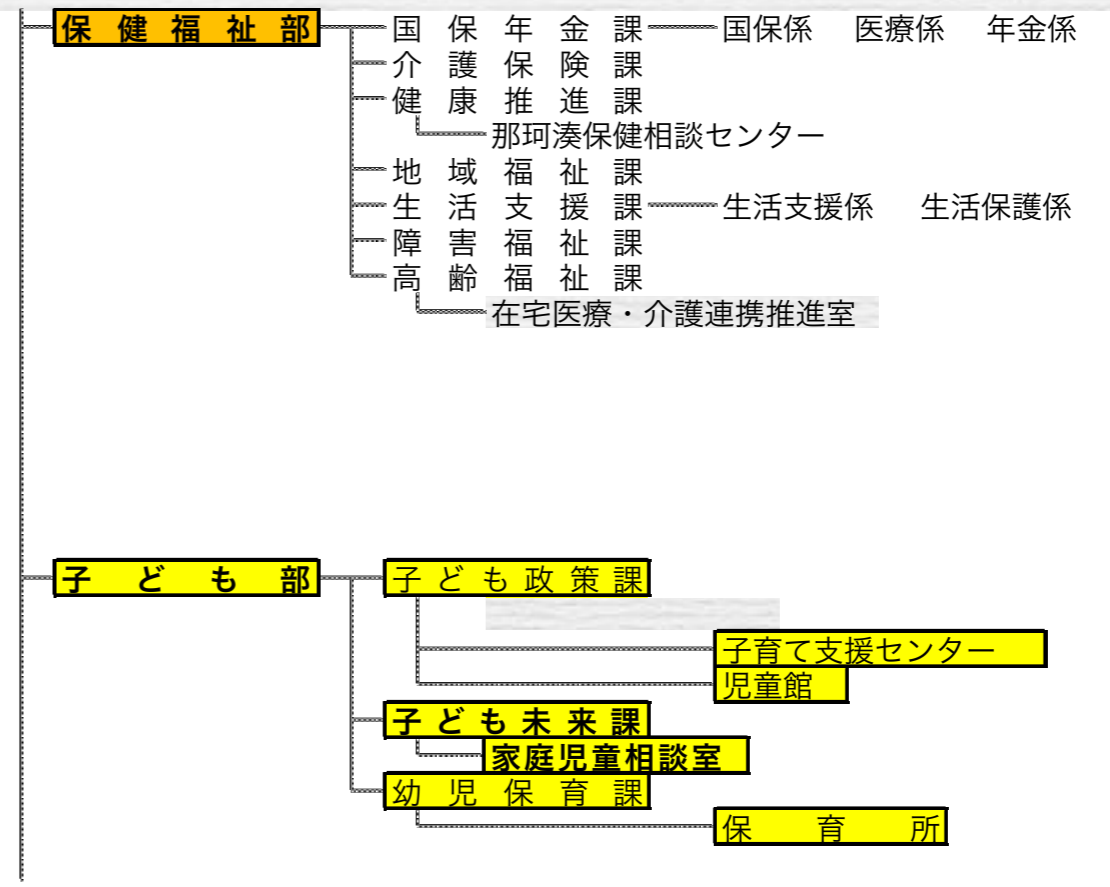 保健福祉部 国保年金課 国保係 医療係 年金係
介護保険課
健康推進課
那珂湊保健相談センター
地域福祉課
生活支援課 生活支援係 生活保護係
障害福祉課
高齢福祉課
在宅医療・介護連携推進室
子ども部 子ども政策課
子育て支援センター
児童館
子ども未来課
家庭児童相談室
幼児保育課
保育所